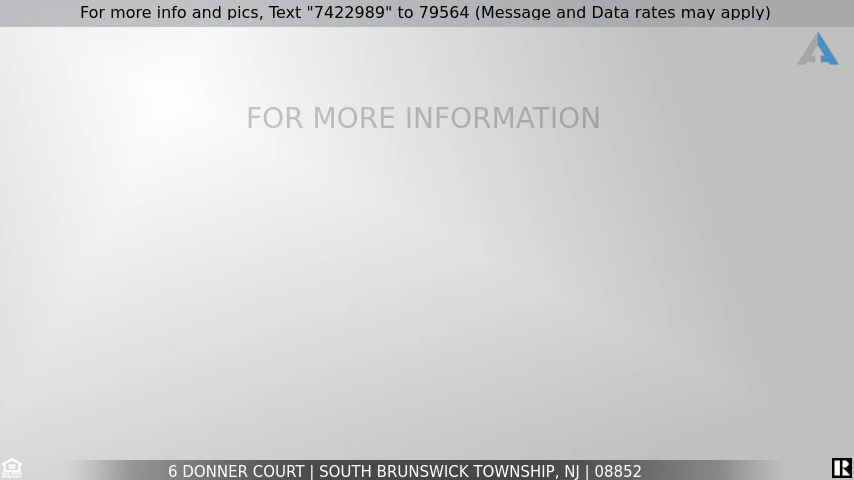 For more info and pics, Text "7422989" to 79564 (Message and Data rates may apply)
FOR MORE INFORMATION
6 DONNER COURT | SOUTH BRUNSWICK TOWNSHIP, NJ | 08852